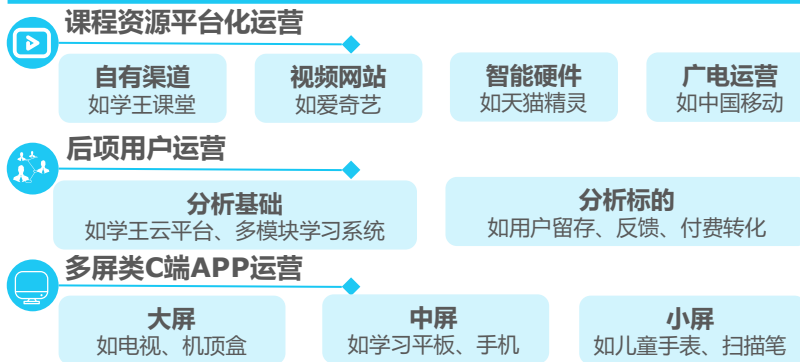 课程资源平台化运营
自有渠道 视频网站 智能硬件 广电运营
如学王课堂 如爱奇艺 如天猫精灵 如中国移动
后项用户运营
分析基础 分析标的
如学王云平台、多模块学习系统 如用户留存、反馈、付费转化
多屏类C端APP运营
大屏 中屏 小屏
如电视、机顶盒 如学习平板、手机 如儿童手表、扫描笔